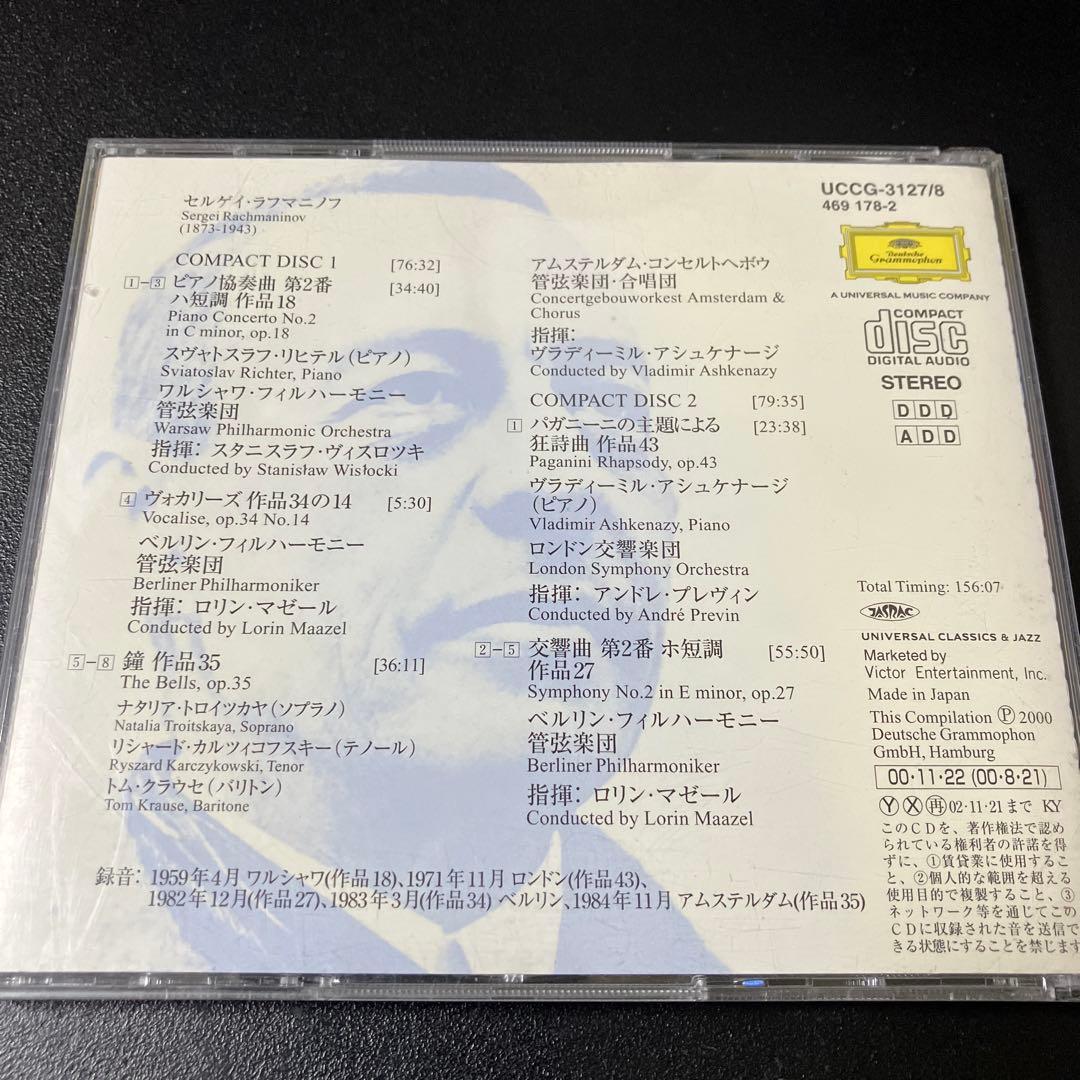 セルゲイ・ラフマニノフ
Sergei Rachmaninov
(1873-1943)
COMPACT DISC 1 [76:32]
1-3 ピアノ協奏曲 第2番 [34:40]
ハ短調 作品18
Piano Concerto No.2
in C minor, op.18
スヴャトスラフ・リヒテル(ピアノ)
Sviatoslav Richter, Piano
ワルシャワ・フィルハーモニー
管弦楽団
Warsaw Philharmonic Orchestra
指揮: スタニスラフ・ヴィスロツキ
Conducted by Stanisław Wisłocki
4 ヴォカリーズ 作品34の14 [5:30]
Vocalise, op.34 No.14
ベルリン・フィルハーモニー
管弦楽団
Berliner Philharmoniker
指揮: ロリン・マゼール
Conducted by Lorin Maazel
5-8 鐘 作品35 [36:11]
The Bells, op.35
ナタリア・トロイツカヤ(ソプラノ)
Natalia Troitskaya, Soprano
リシャード・カルツィコフスキー(テノール)
Ryszard Karczykowski, Tenor
トム・クラウセ(バリトン)
Tom Krause, Baritone
アムステルダム・コンセルトヘボウ
管弦楽団・合唱団
Concertgebouworkest Amsterdam &
Chorus
指揮:
ヴラディーミル・アシュケナージ
Conducted by Vladimir Ashkenazy
COMPACT DISC 2 [79:35]
1 パガニーニの主題による [23:38]
狂詩曲 作品43
Paganini Rhapsody, op.43
ヴラディーミル・アシュケナージ
(ピアノ)
Vladimir Ashkenazy, Piano
ロンドン交響楽団
London Symphony Orchestra
指揮: アンドレ・プレヴィン
Conducted by André Previn
2-5 交響曲 第2番 ホ短調 [55:50]
作品27
Symphony No.2 in E minor, op.27
ベルリン・フィルハーモニー
管弦楽団
Berliner Philharmoniker
指揮: ロリン・マゼール
Conducted by Lorin Maazel
録音: 1959年4月 ワルシャワ(作品18)、1971年11月 ロンドン(作品43)、
1982年12月(作品27)、1983年3月(作品34) ベルリン、1984年11月 アムステルダム(作品35)
UCCG-3127/8
469 178-2
Deutsche
Grammophon
A UNIVERSAL MUSIC COMPANY
COMPACT
disc
DIGITAL AUDIO
STEREO
DDD
ADD
Total Timing: 156:07
JASRAC
UNIVERSAL CLASSICS & JAZZ
Marketed by
Victor Entertainment, Inc.
Made in Japan
This Compilation Ⓟ 2000
Deutsche Grammophon
GmbH, Hamburg
00・11・22 (00・8・21)
Ⓨ Ⓧ 再 02・11・21まで KY
このCDを、著作権法で認め
られている権利者の許諾を得
ずに、①賃貸業に使用するこ
と、②個人的な範囲を超える
使用目的で複製すること、③
ネットワーク等を通じてこの
CDに収録された音を送信で
きる状態にすることを禁じます